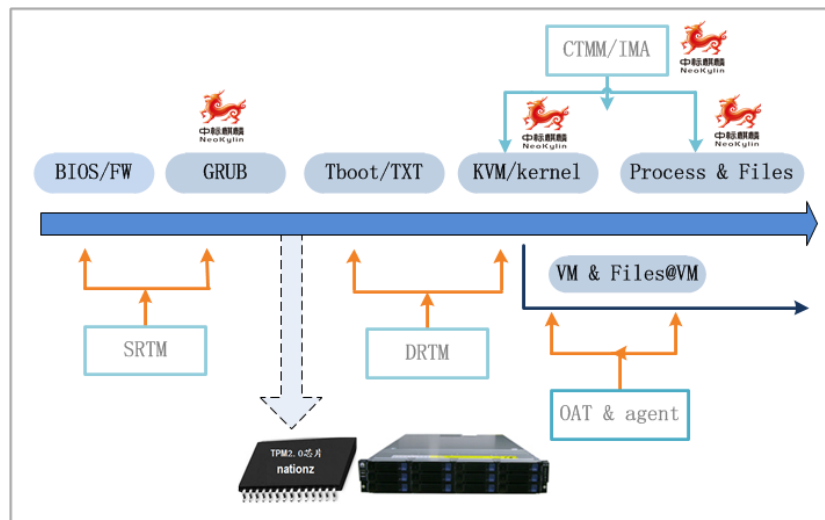 CTMM/IMA
中标麒麟
NeoKylin
中标麒麟
NeoKylin
中标麒麟
NeoKylin
中标麒麟
NeoKylin
BIOS/FW
GRUB
Tboot/TXT
KVM/kernel
Process & Files
VM & Files@VM
SRTM
DRTM
OAT & agent
TPM2.0芯片
nationz